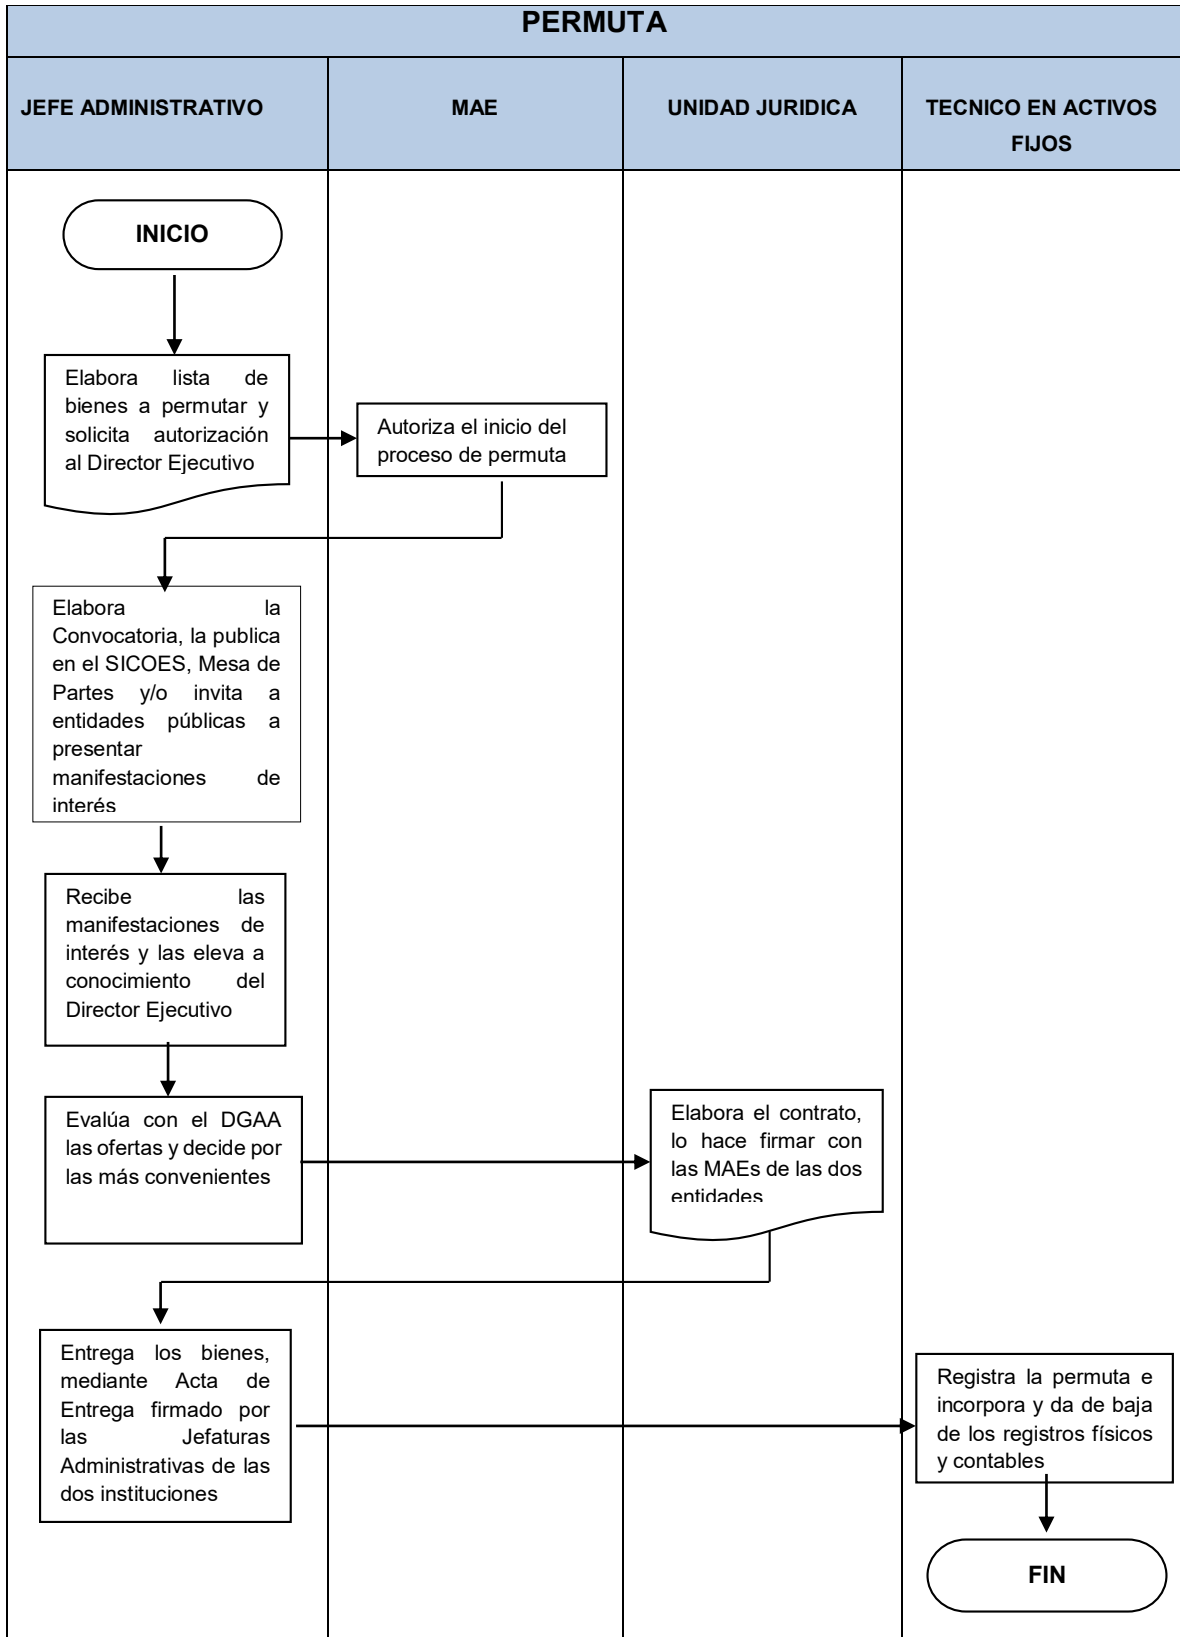 PERMUTA
JEFE ADMINISTRATIVO
MAE
UNIDAD JURIDICA
TECNICO EN ACTIVOS
FIJOS
INICIO
Elabora lista de
bienes a permutar y
solicita autorización
al Director Ejecutivo
Autoriza el inicio del
proceso de permuta
Elabora la
Convocatoria, la publica
en el SICOES, Mesa de
Partes y/o invita a
entidades públicas a
presentar
manifestaciones de
interés
Recibe las
manifestaciones de
interés y las eleva a
conocimiento del
Director Ejecutivo
Evalúa con el DGAA
las ofertas y decide por
las más convenientes
Elabora el contrato,
lo hace firmar con
las MAEs de las dos
entidades
Entrega los bienes,
mediante Acta de
Entrega firmado por
las Jefaturas
Administrativas de las
dos instituciones
Registra la permuta e
incorpora y da de baja
de los registros físicos
y contables
FIN